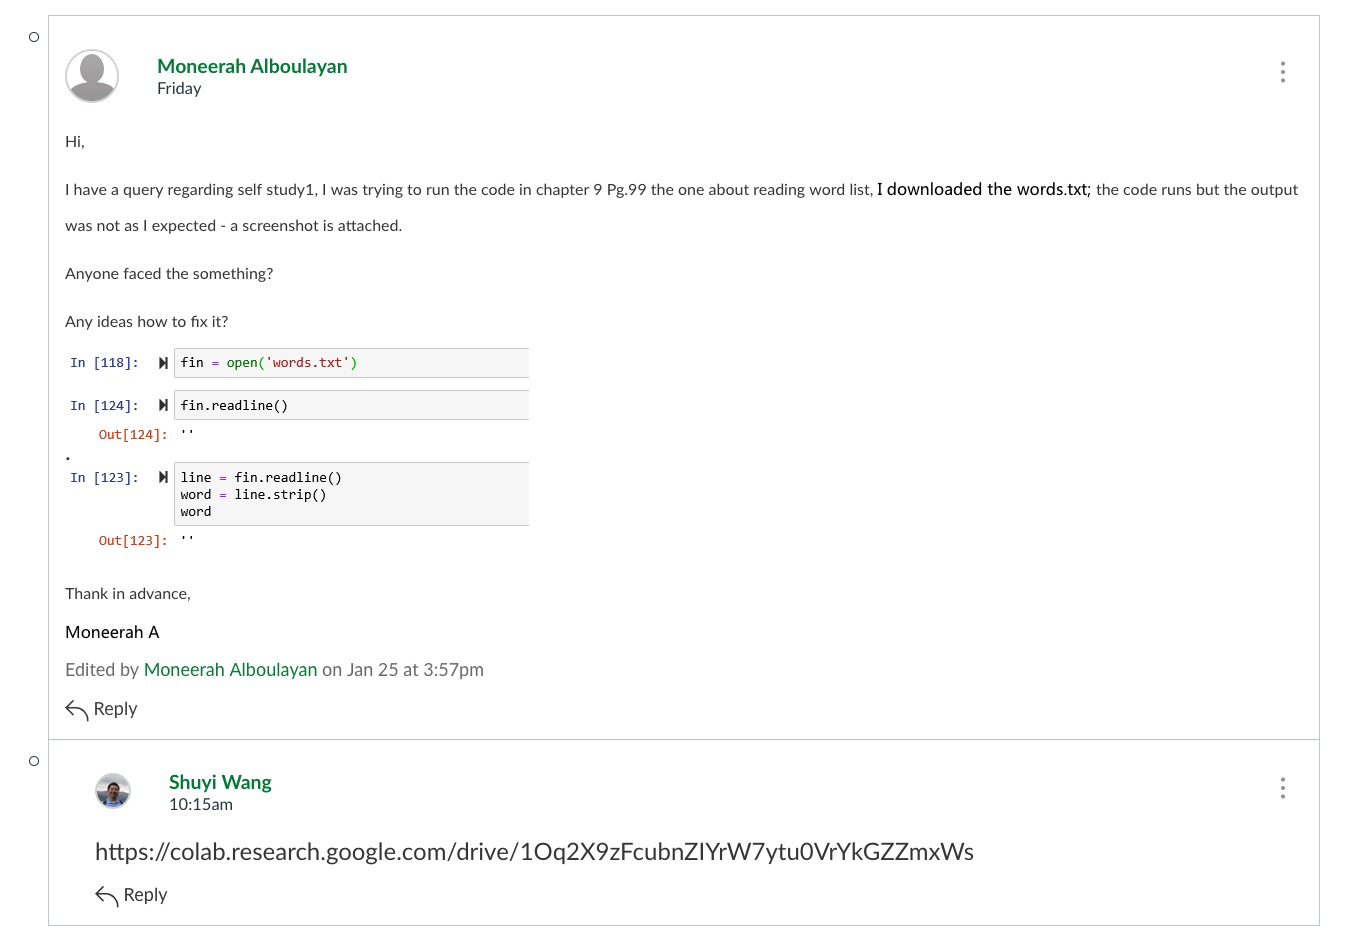 Moneerah Alboulayan
Friday
Hi,
I have a query regarding self study1, I was trying to run the code in chapter 9 Pg.99 the one about reading word list, I downloaded the words.txt; the code runs but the output
was not as I expected - a screenshot is attached.
Anyone faced the something?
Any ideas how to fix it?
In [118]: fin = open('words.txt')
In [124]: fin.readline()
Out[124]: ''
.
In [123]: line = fin.readline()
word = line.strip()
word
Out[123]: ''
Thank in advance,
Moneerah A
Edited by Moneerah Alboulayan on Jan 25 at 3:57pm
Reply
Shuyi Wang
10:15am
https://colab.research.google.com/drive/1Oq2X9zFcubnZIYrW7ytu0VrYkGZZmxWs
Reply